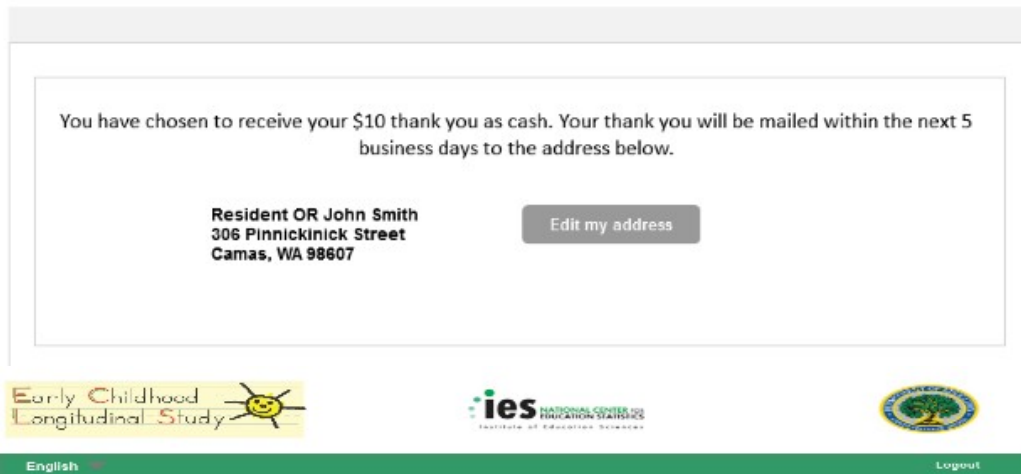 You have chosen to receive your $10 thank you as cash. Your thank you will be mailed within the next 5
business days to the address below.
Resident OR John Smith
306 Pinnickinick Street
Camas, WA 98607
Edit my address
Early Childhood
Longitudinal Study
ies NATIONAL CENTER FOR
EDUCATION STATISTICS
Institute of Education Sciences
English
Logout